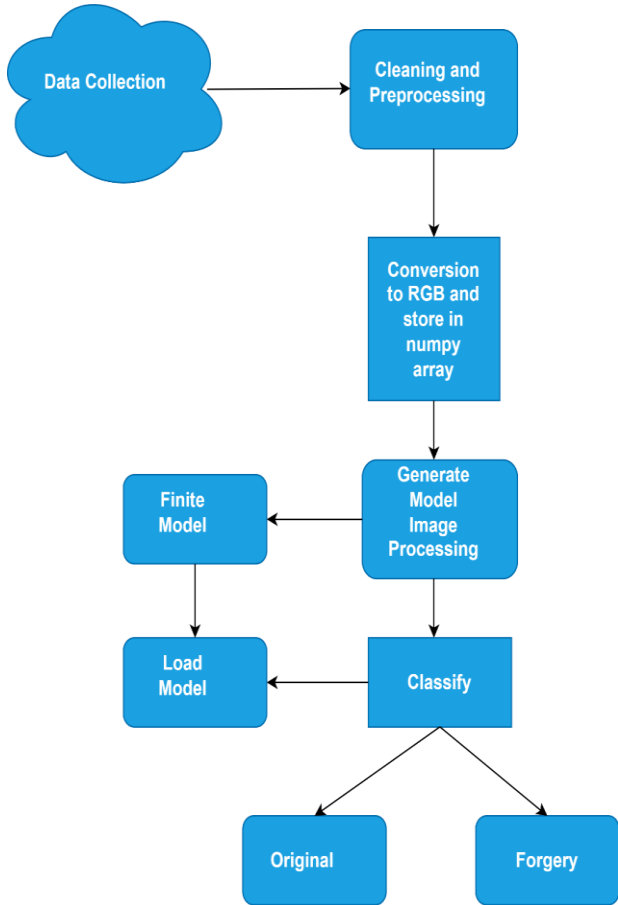 Data Collection
Cleaning and
Preprocessing
Conversion
to RGB and
store in
numpy
array
Generate
Model
Image
Processing
Finite
Model
Load
Model
Classify
Original
Forgery